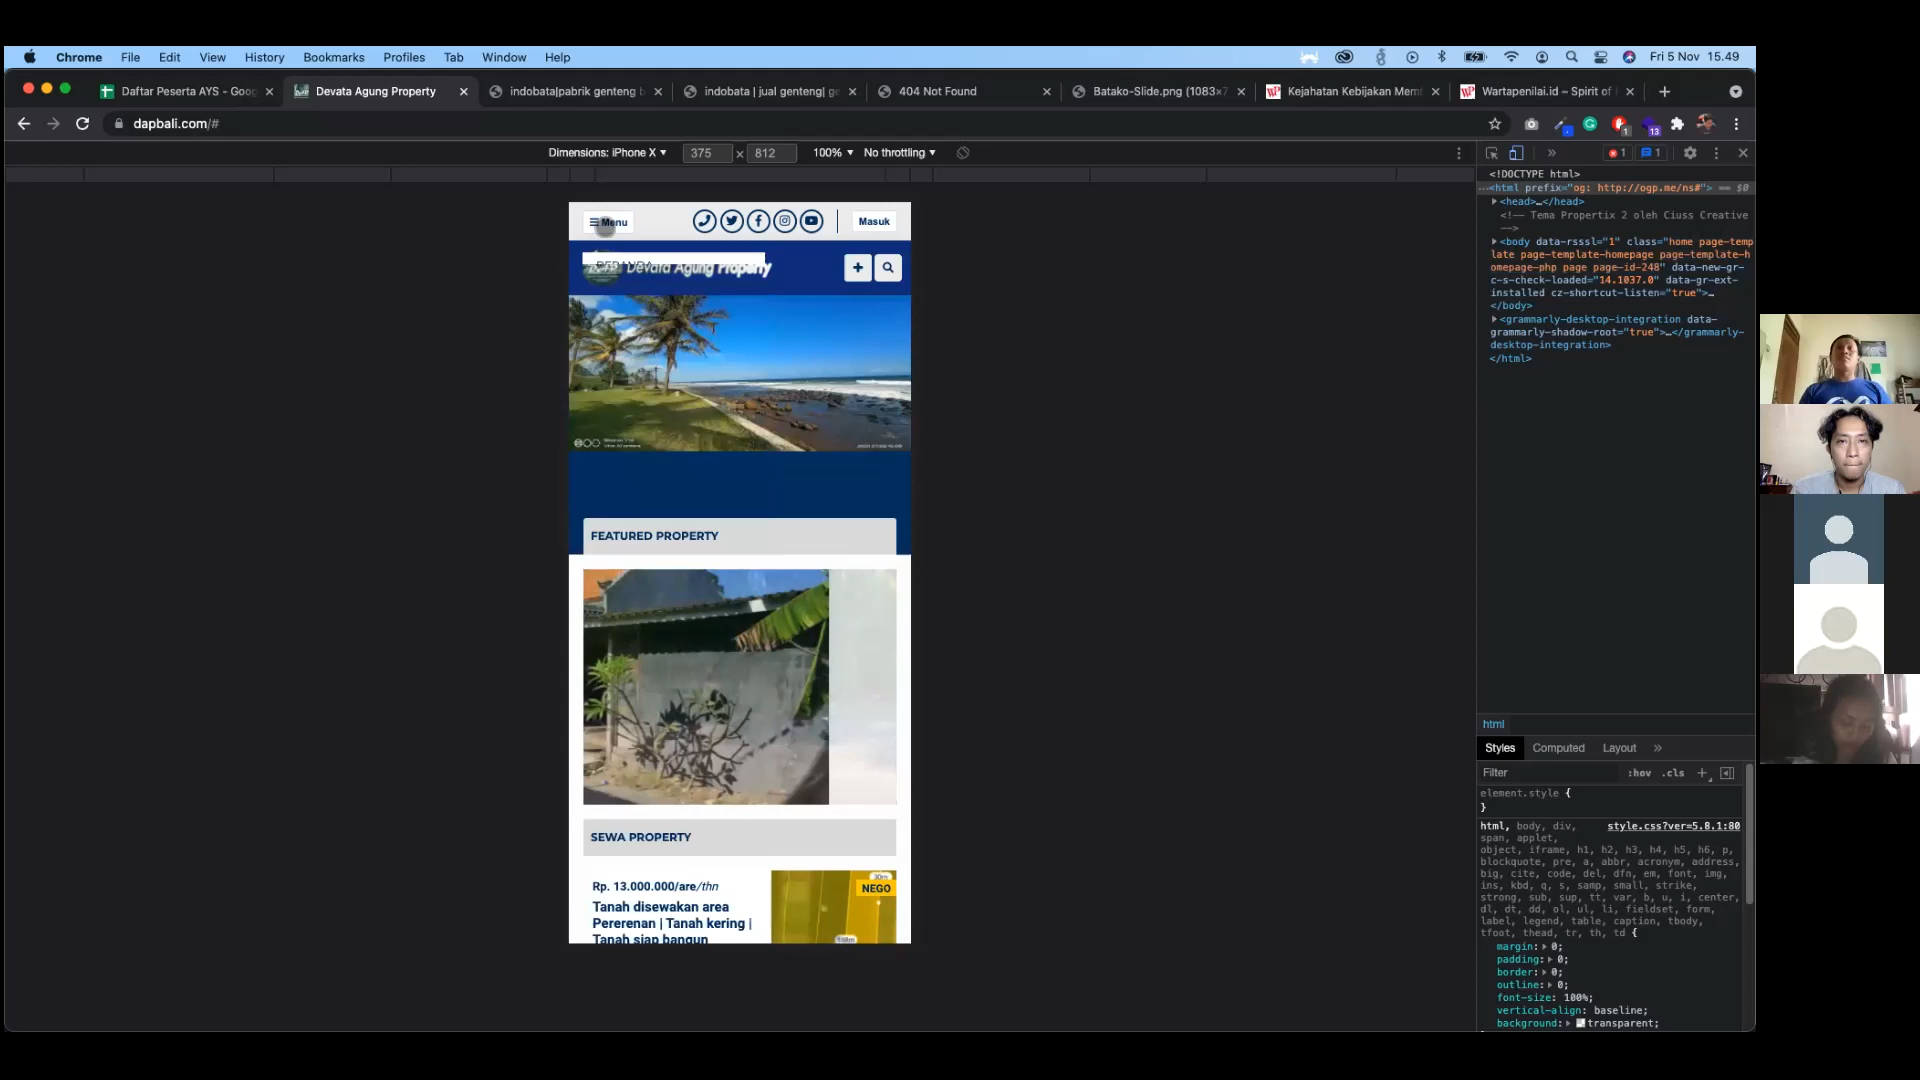 Chrome File Edit View History Bookmarks Profiles Tab Window Help Fri 5 Nov 15.49
Daftar Peserta AYS - Goog Devata Agung Property indobata|pabrik genteng b indobata | jual genteng| ge 404 Not Found Batako-Slide.png (1083×7 Kejahatan Kebijakan Mem Wartapenilai.id – Spirit of
dapbali.com/#
Dimensions: iPhone X 375 × 812 100% No throttling
1 1
1 13
Menu Masuk
BERANDA
Devata Agung Property
FEATURED PROPERTY
SEWA PROPERTY
Rp. 13.000.000/are/thn
NEGO
Tanah disewakan area
Pererenan | Tanah kering |
Tanah siap bangun
<!DOCTYPE html>
<html prefix="og: http://ogp.me/ns#"> == $0
<head>…</head>
<!-- Tema Propertix 2 oleh Ciuss Creative
-->
<body data-rsssl="1" class="home page-temp
late page-template-homepage page-template-h
omepage-php page page-id-248" data-new-gr-
c-s-check-loaded="14.1037.0" data-gr-ext-
installed cz-shortcut-listen="true">…
</body>
<grammarly-desktop-integration data-
grammarly-shadow-root="true">…</grammarly-
desktop-integration>
</html>
html
Styles Computed Layout »
Filter :hov .cls +
element.style {
}
html, body, div, style.css?ver=5.8.1:80
span, applet,
object, iframe, h1, h2, h3, h4, h5, h6, p,
blockquote, pre, a, abbr, acronym, address,
big, cite, code, del, dfn, em, font, img,
ins, kbd, q, s, samp, small, strike,
strong, sub, sup, tt, var, b, u, i, center,
dl, dt, dd, ol, ul, li, fieldset, form,
label, legend, table, caption, tbody,
tfoot, thead, tr, th, td {
margin: 0;
padding: 0;
border: 0;
outline: 0;
font-size: 100%;
vertical-align: baseline;
background: transparent;